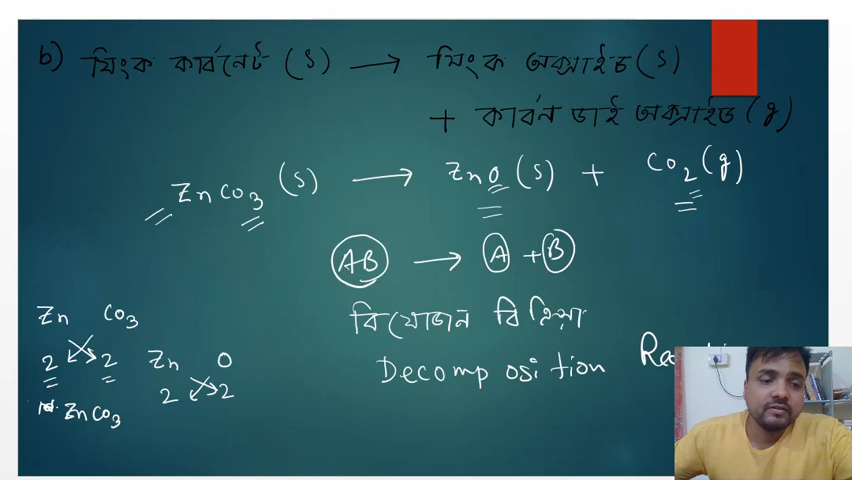 b) যিংক কাৰ্বনেট (s) → যিংক অক্সাইড (s)
+ কাৰ্বন ডাই অক্সাইড (g)
ZnCO3 (s) → ZnO (s) + CO2 (g)
AB → A + B
বিযোজন বিক্ৰিয়া
Decomposition
Zn CO3
2 2
ZnCO3
Zn O
2 2